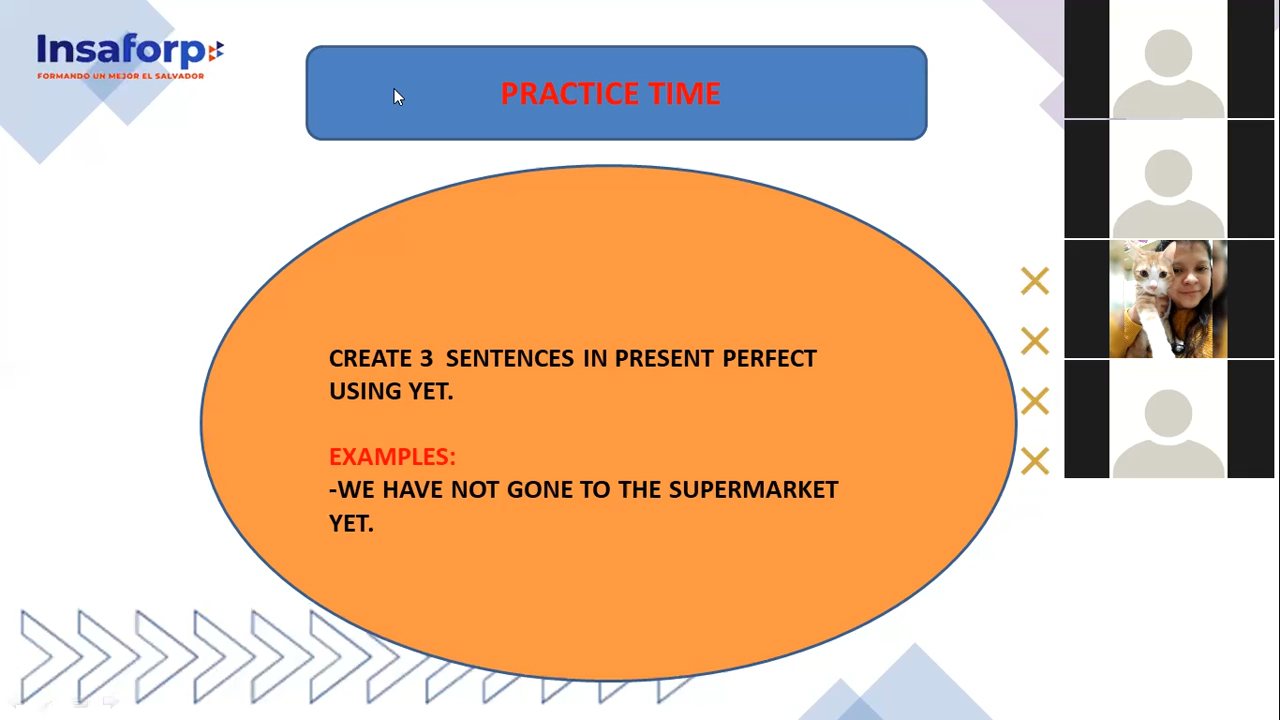 Insaforp
FORMANDO UN MEJOR EL SALVADOR
PRACTICE TIME
CREATE 3 SENTENCES IN PRESENT PERFECT
USING YET.
EXAMPLES:
-WE HAVE NOT GONE TO THE SUPERMARKET
YET.